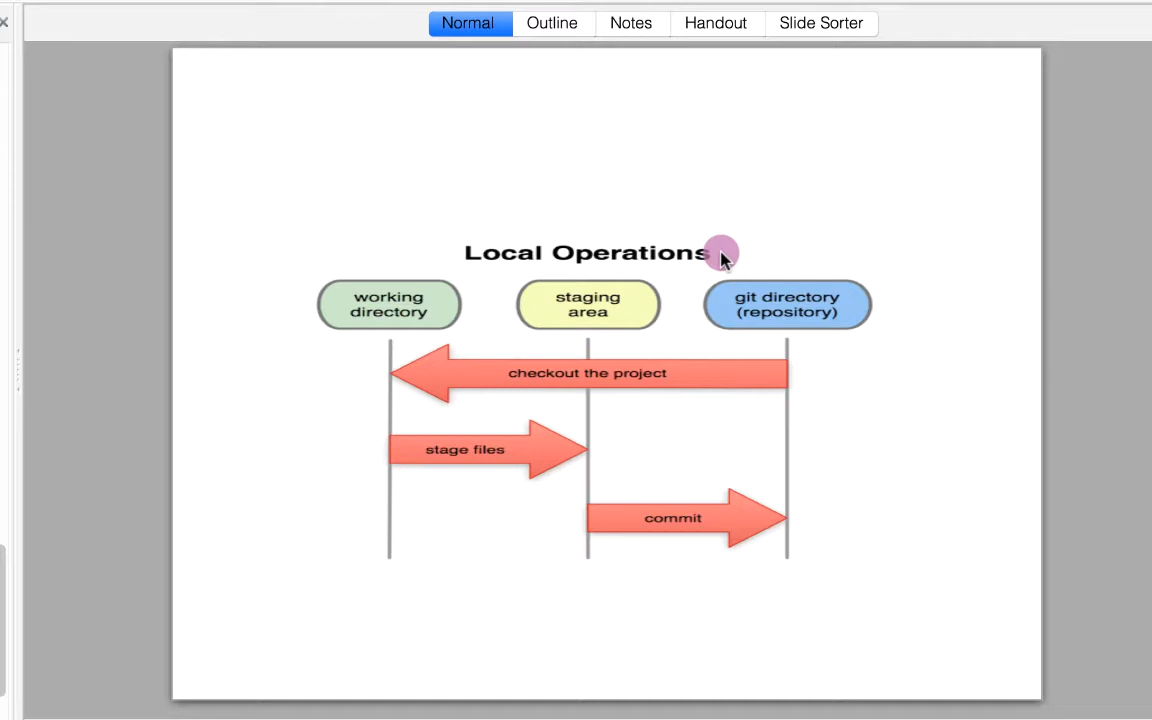 Normal
Outline
Notes
Handout
Slide Sorter
Local Operations
working
directory
staging
area
git directory
(repository)
checkout the project
stage files
commit